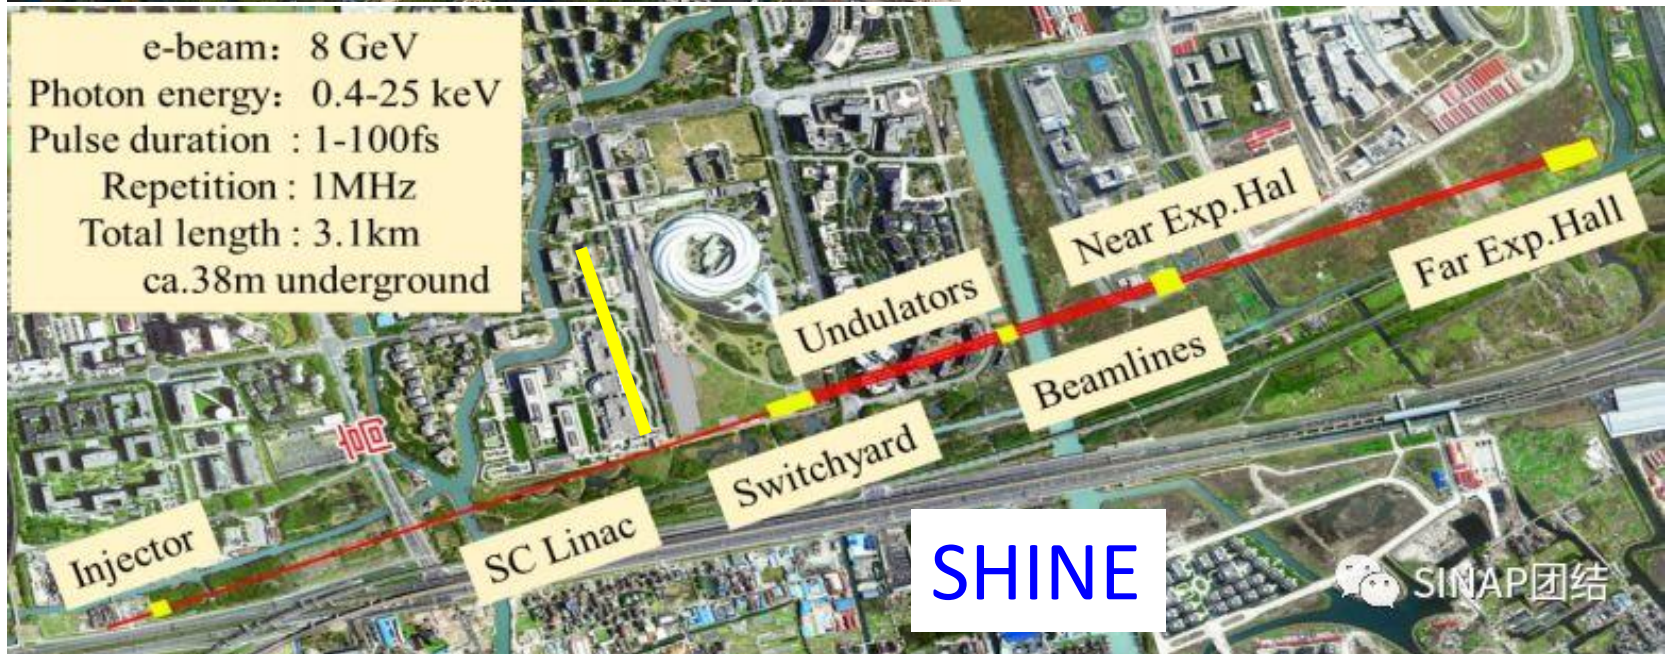 e-beam： 8 GeV
Photon energy： 0.4-25 keV
Pulse duration : 1-100fs
Repetition : 1MHz
Total length : 3.1km
ca.38m underground
Near Exp.Hal
Far Exp.Hall
Undulators
Beamlines
Switchyard
SC Linac
Injector
SHINE
SINAP团结